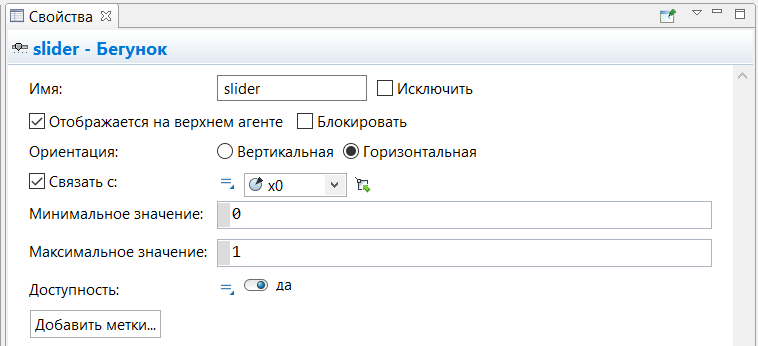 Свойства
slider - Бегунок
Имя: slider Исключить
Отображается на верхнем агенте Блокировать
Ориентация: Вертикальная Горизонтальная
Связать с: x0
Минимальное значение: 0
Максимальное значение: 1
Доступность: да
Добавить метки...